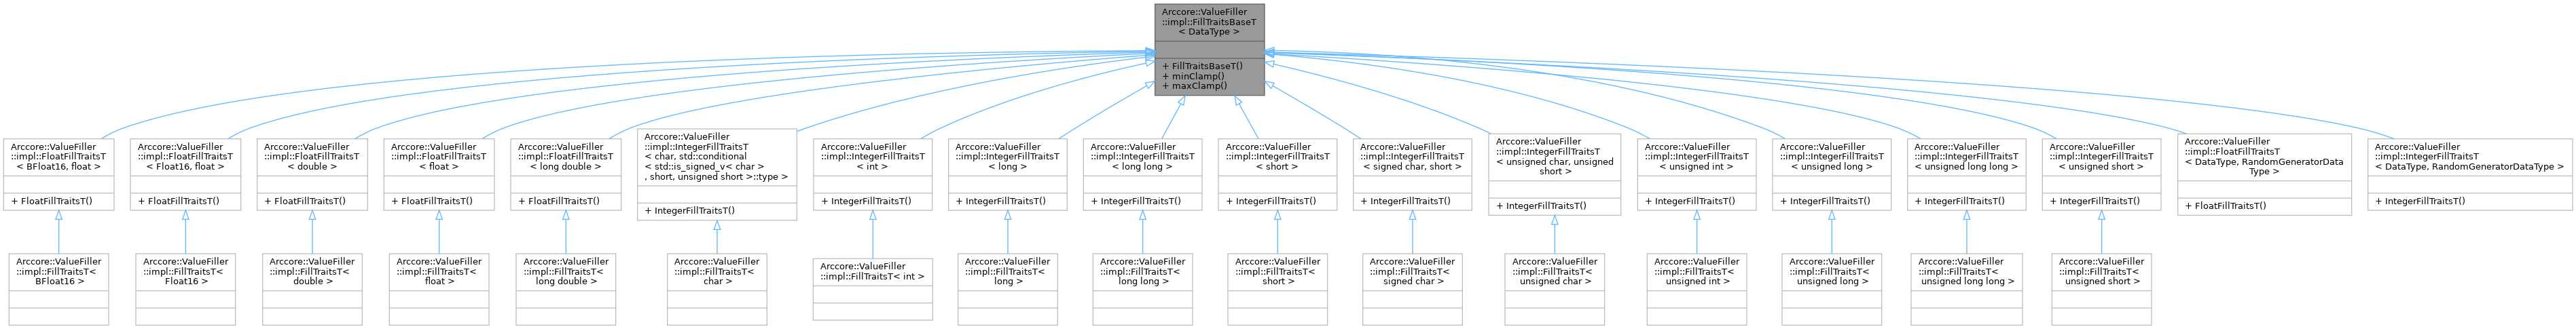 Arccore::ValueFiller
::impl::FillTraitsBaseT
< DataType >
+ FillTraitsBaseT()
+ minClamp()
+ maxClamp()
Arccore::ValueFiller
::impl::FloatFillTraitsT
< BFloat16, float >
+ FloatFillTraitsT()
Arccore::ValueFiller
::impl::FloatFillTraitsT
< Float16, float >
+ FloatFillTraitsT()
Arccore::ValueFiller
::impl::FloatFillTraitsT
< double >
+ FloatFillTraitsT()
Arccore::ValueFiller
::impl::FloatFillTraitsT
< float >
+ FloatFillTraitsT()
Arccore::ValueFiller
::impl::FloatFillTraitsT
< long double >
+ FloatFillTraitsT()
Arccore::ValueFiller
::impl::IntegerFillTraitsT
< char, std::conditional
< std::is_signed_v< char >
, short, unsigned short >::type >
+ IntegerFillTraitsT()
Arccore::ValueFiller
::impl::IntegerFillTraitsT
< int >
+ IntegerFillTraitsT()
Arccore::ValueFiller
::impl::IntegerFillTraitsT
< long >
+ IntegerFillTraitsT()
Arccore::ValueFiller
::impl::IntegerFillTraitsT
< long long >
+ IntegerFillTraitsT()
Arccore::ValueFiller
::impl::IntegerFillTraitsT
< short >
+ IntegerFillTraitsT()
Arccore::ValueFiller
::impl::IntegerFillTraitsT
< signed char, short >
+ IntegerFillTraitsT()
Arccore::ValueFiller
::impl::IntegerFillTraitsT
< unsigned char, unsigned
short >
+ IntegerFillTraitsT()
Arccore::ValueFiller
::impl::IntegerFillTraitsT
< unsigned int >
+ IntegerFillTraitsT()
Arccore::ValueFiller
::impl::IntegerFillTraitsT
< unsigned long >
+ IntegerFillTraitsT()
Arccore::ValueFiller
::impl::IntegerFillTraitsT
< unsigned long long >
+ IntegerFillTraitsT()
Arccore::ValueFiller
::impl::IntegerFillTraitsT
< unsigned short >
+ IntegerFillTraitsT()
Arccore::ValueFiller
::impl::FloatFillTraitsT
< DataType, RandomGeneratorData
Type >
+ FloatFillTraitsT()
Arccore::ValueFiller
::impl::IntegerFillTraitsT
< DataType, RandomGeneratorDataType >
+ IntegerFillTraitsT()
Arccore::ValueFiller
::impl::FillTraitsT<
BFloat16 >
Arccore::ValueFiller
::impl::FillTraitsT<
Float16 >
Arccore::ValueFiller
::impl::FillTraitsT<
double >
Arccore::ValueFiller
::impl::FillTraitsT<
float >
Arccore::ValueFiller
::impl::FillTraitsT<
long double >
Arccore::ValueFiller
::impl::FillTraitsT<
char >
Arccore::ValueFiller
::impl::FillTraitsT< int >
Arccore::ValueFiller
::impl::FillTraitsT<
long >
Arccore::ValueFiller
::impl::FillTraitsT<
long long >
Arccore::ValueFiller
::impl::FillTraitsT<
short >
Arccore::ValueFiller
::impl::FillTraitsT<
signed char >
Arccore::ValueFiller
::impl::FillTraitsT<
unsigned char >
Arccore::ValueFiller
::impl::FillTraitsT<
unsigned int >
Arccore::ValueFiller
::impl::FillTraitsT<
unsigned long >
Arccore::ValueFiller
::impl::FillTraitsT<
unsigned long long >
Arccore::ValueFiller
::impl::FillTraitsT<
unsigned short >